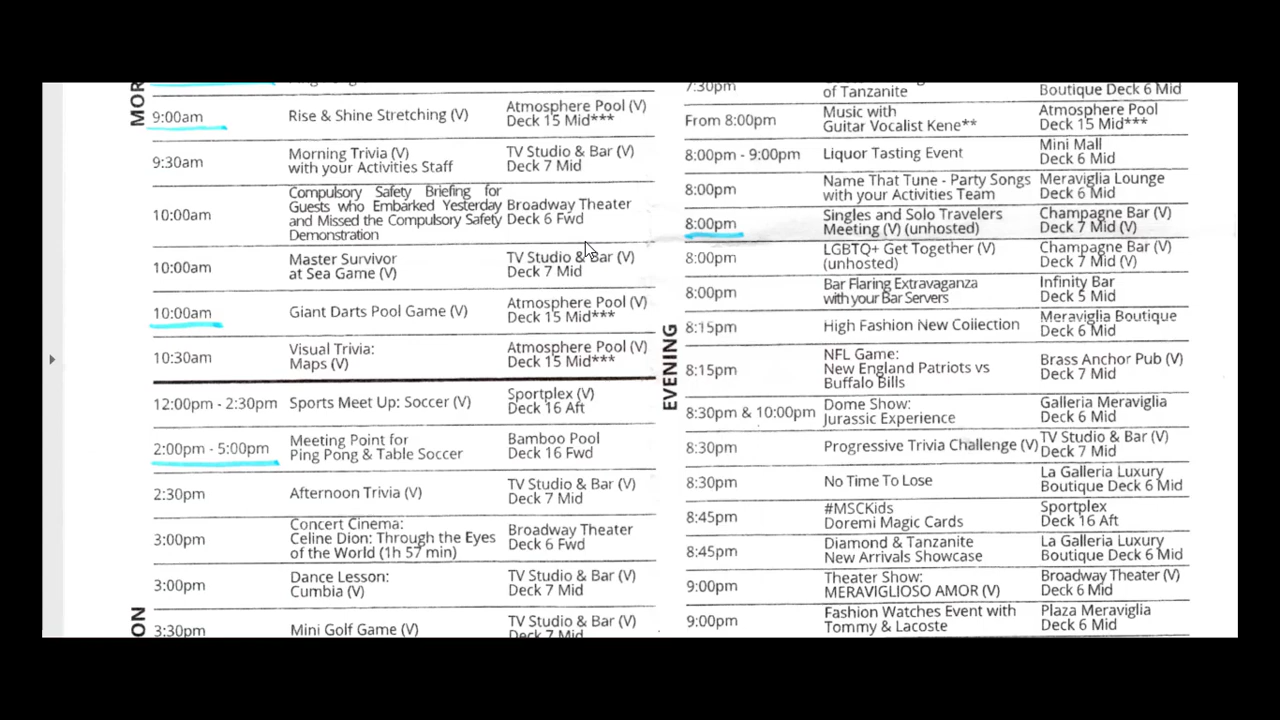 MOR
9:00am
Rise & Shine Stretching (V)
Atmosphere Pool (V)
Deck 15 Mid***
9:30am
Morning Trivia (V)
with your Activities Staff
TV Studio & Bar (V)
Deck 7 Mid
10:00am
Compulsory Safety Briefing for
Guests who Embarked Yesterday
and Missed the Compulsory Safety
Demonstration
Broadway Theater
Deck 6 Fwd
10:00am
Master Survivor
at Sea Game (V)
TV Studio & Bar (V)
Deck 7 Mid
10:00am
Giant Darts Pool Game (V)
Atmosphere Pool (V)
Deck 15 Mid***
10:30am
Visual Trivia:
Maps (V)
Atmosphere Pool (V)
Deck 15 Mid***
12:00pm - 2:30pm
Sports Meet Up: Soccer (V)
Sportplex (V)
Deck 16 Aft
2:00pm - 5:00pm
Meeting Point for
Ping Pong & Table Soccer
Bamboo Pool
Deck 16 Fwd
2:30pm
Afternoon Trivia (V)
TV Studio & Bar (V)
Deck 7 Mid
3:00pm
Concert Cinema:
Celine Dion: Through the Eyes
of the World (1h 57 min)
Broadway Theater
Deck 6 Fwd
3:00pm
Dance Lesson:
Cumbia (V)
TV Studio & Bar (V)
Deck 7 Mid
ON
3:30pm
Mini Golf Game (V)
TV Studio & Bar (V)
Deck 7 Mid
EVENING
7:30pm
of Tanzanite
Boutique Deck 6 Mid
From 8:00pm
Music with
Guitar Vocalist Kene**
Atmosphere Pool
Deck 15 Mid***
8:00pm - 9:00pm
Liquor Tasting Event
Mini Mall
Deck 6 Mid
8:00pm
Name That Tune - Party Songs
with your Activities Team
Meraviglia Lounge
Deck 6 Mid
8:00pm
Singles and Solo Travelers
Meeting (V) (unhosted)
Champagne Bar (V)
Deck 7 Mid (V)
8:00pm
LGBTQ+ Get Together (V)
(unhosted)
Champagne Bar (V)
Deck 7 Mid (V)
8:00pm
Bar Flaring Extravaganza
with your Bar Servers
Infinity Bar
Deck 5 Mid
8:15pm
High Fashion New Collection
Meraviglia Boutique
Deck 6 Mid
8:15pm
NFL Game:
New England Patriots vs
Buffalo Bills
Brass Anchor Pub (V)
Deck 7 Mid
8:30pm & 10:00pm
Dome Show:
Jurassic Experience
Galleria Meraviglia
Deck 6 Mid
8:30pm
Progressive Trivia Challenge (V)
TV Studio & Bar (V)
Deck 7 Mid
8:30pm
No Time To Lose
La Galleria Luxury
Boutique Deck 6 Mid
8:45pm
#MSCKids
Doremi Magic Cards
Sportplex
Deck 16 Aft
8:45pm
Diamond & Tanzanite
New Arrivals Showcase
La Galleria Luxury
Boutique Deck 6 Mid
9:00pm
Theater Show:
MERAVIGLIOSO AMOR (V)
Broadway Theater (V)
Deck 6 Mid
9:00pm
Fashion Watches Event with
Tommy & Lacoste
Plaza Meraviglia
Deck 6 Mid